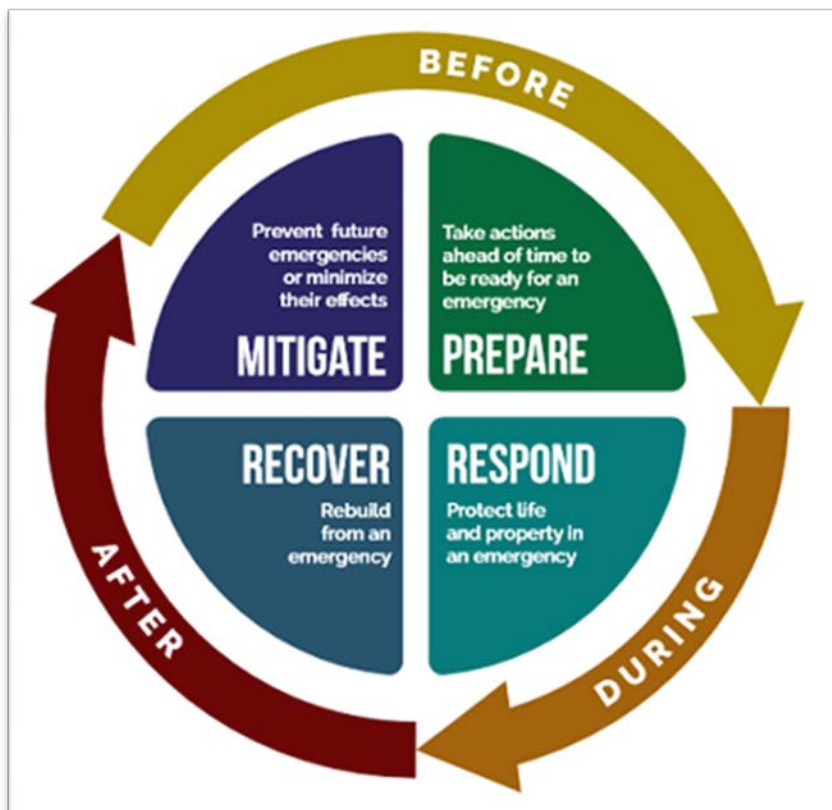 BEFORE
Prevent future
emergencies
or minimize
their effects
MITIGATE
Take actions
ahead of time to
be ready for an
emergency
PREPARE
RECOVER
Rebuild
from an
emergency
RESPOND
Protect life
and property in
an emergency
AFTER
DURING